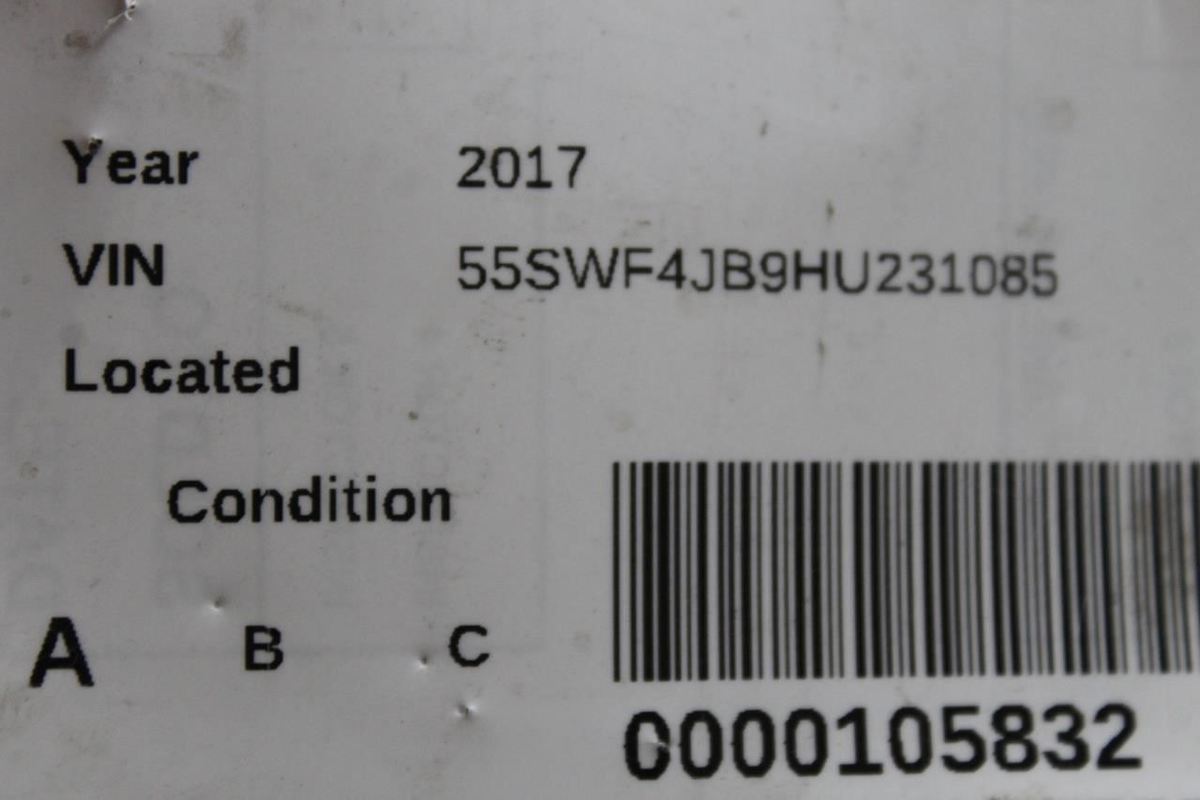 Year 2017
VIN 55SWF4JB9HU231085
Located
Condition
A B C
0000105832